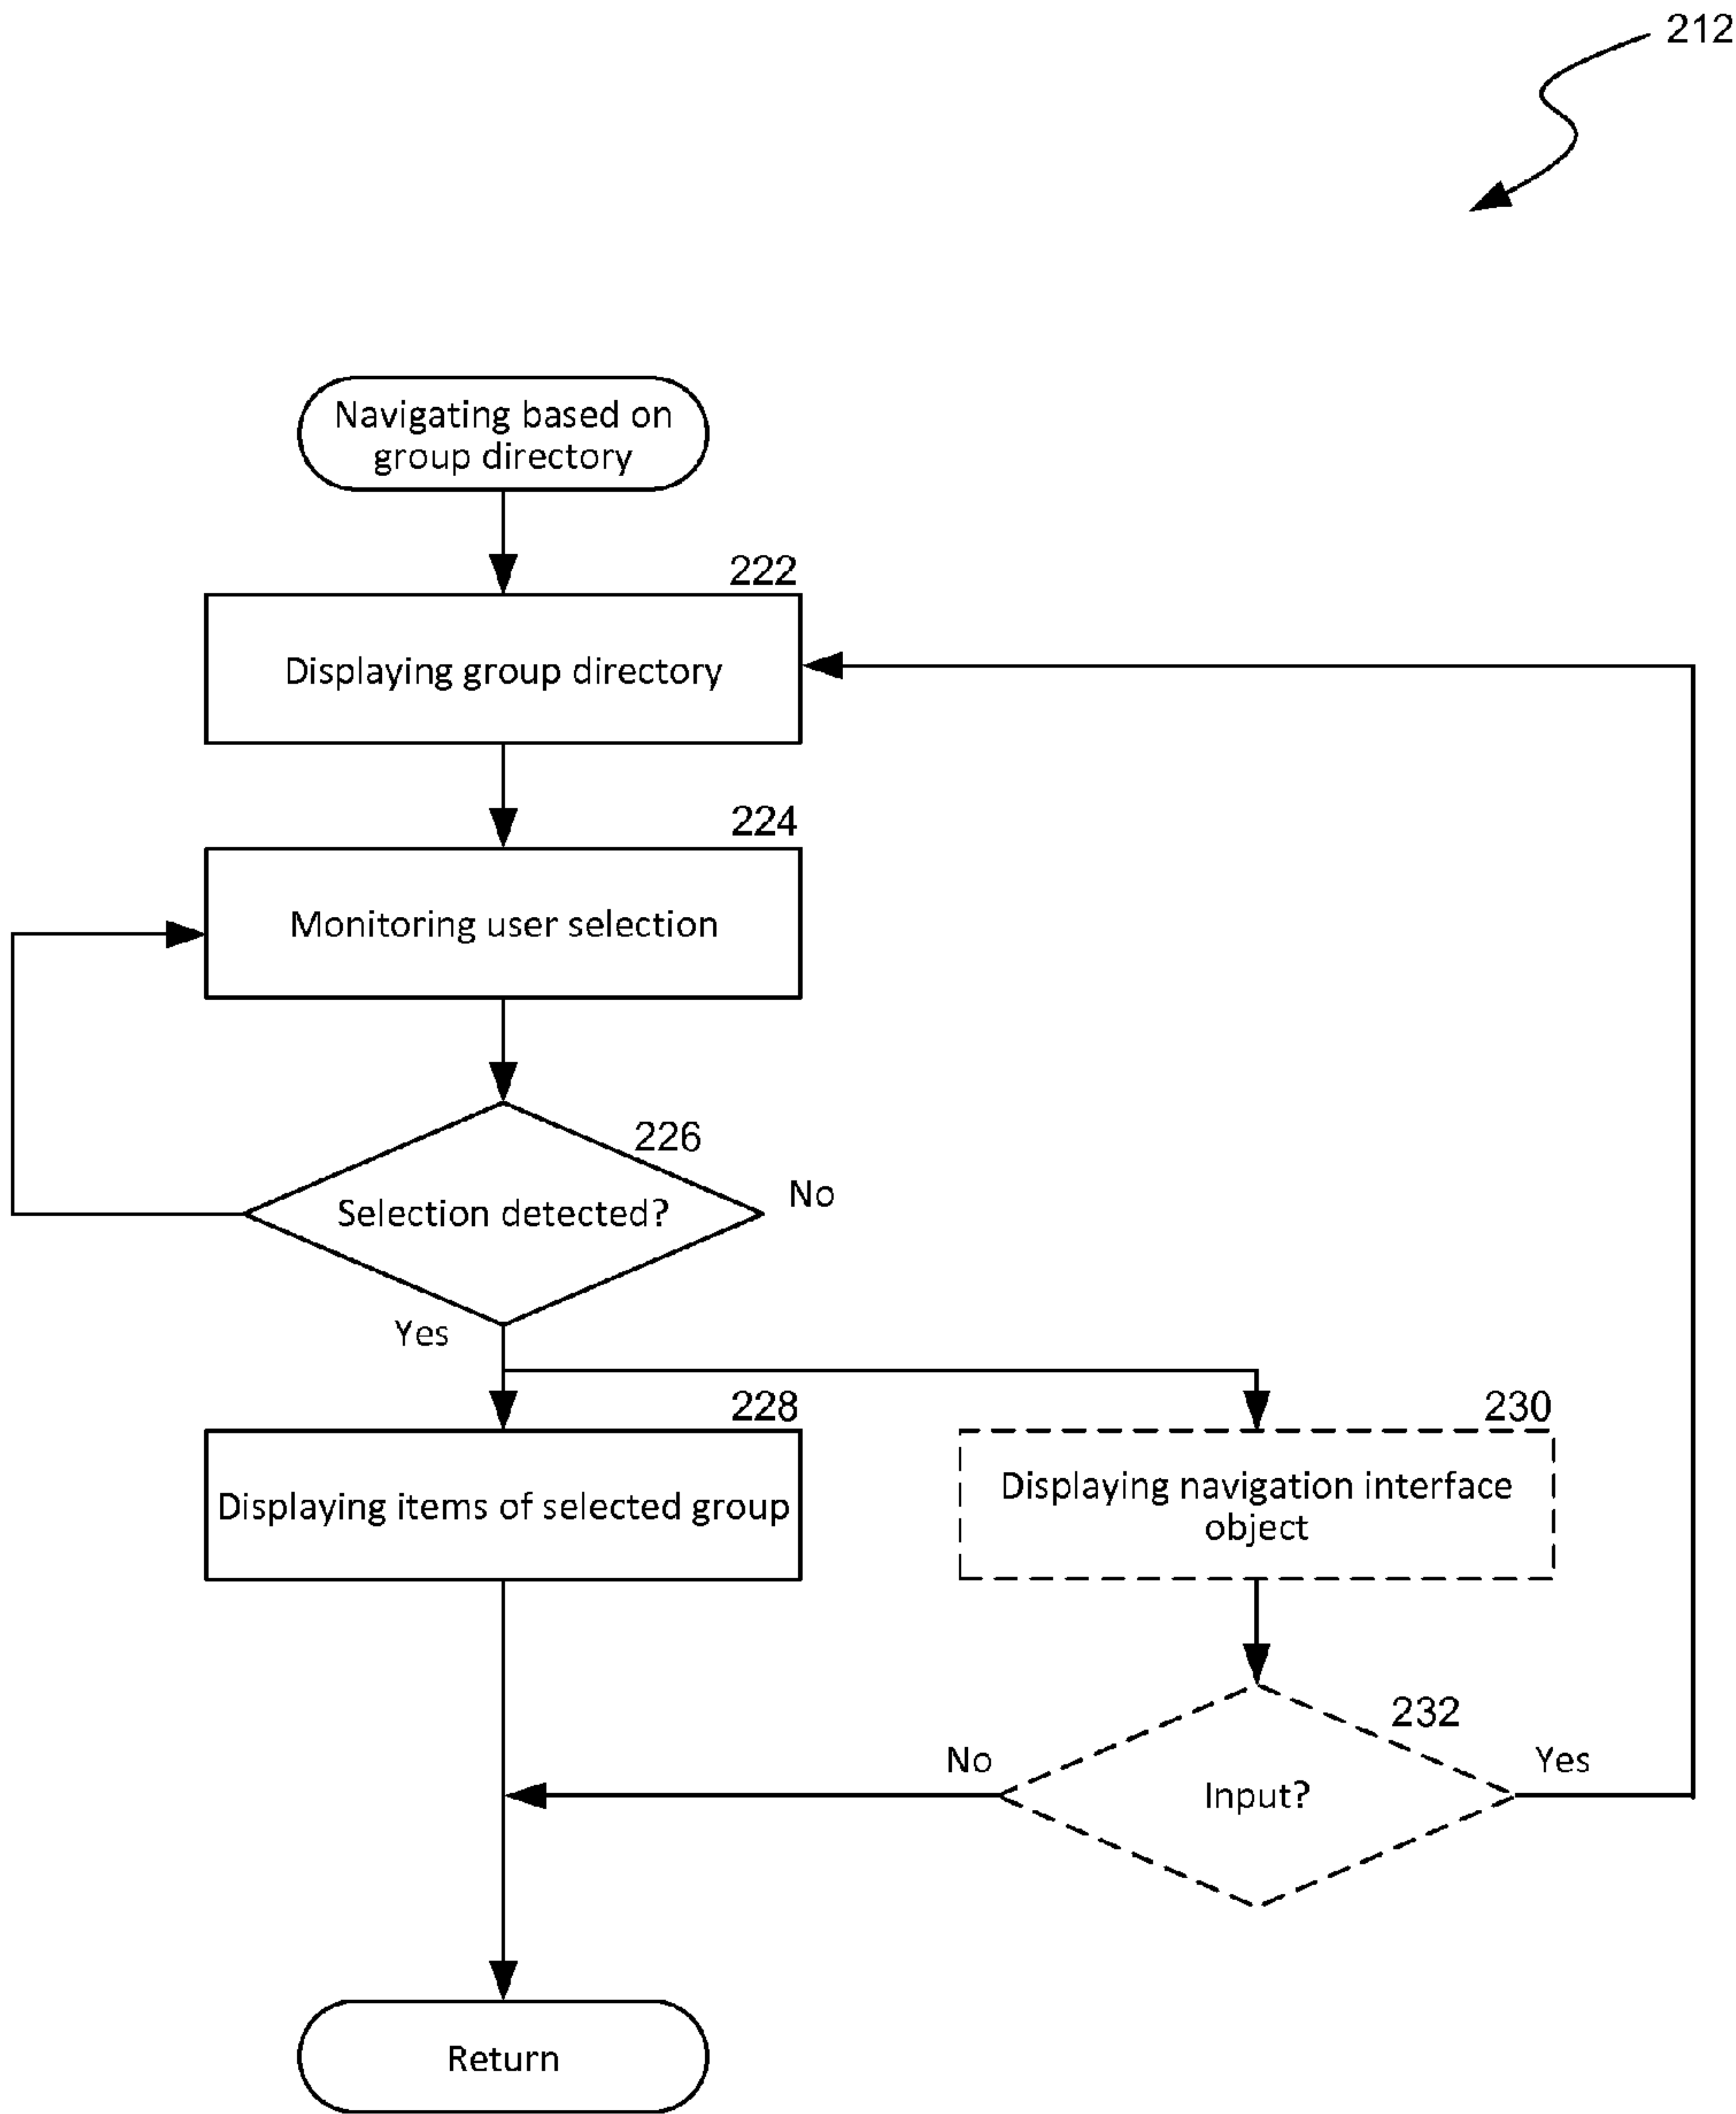 212
Navigating based on
group directory
222
Displaying group directory
224
Monitoring user selection
226
Selection detected?
No
Yes
228
Displaying items of selected group
230
Displaying navigation interface
object
232
No
Input?
Yes
Return